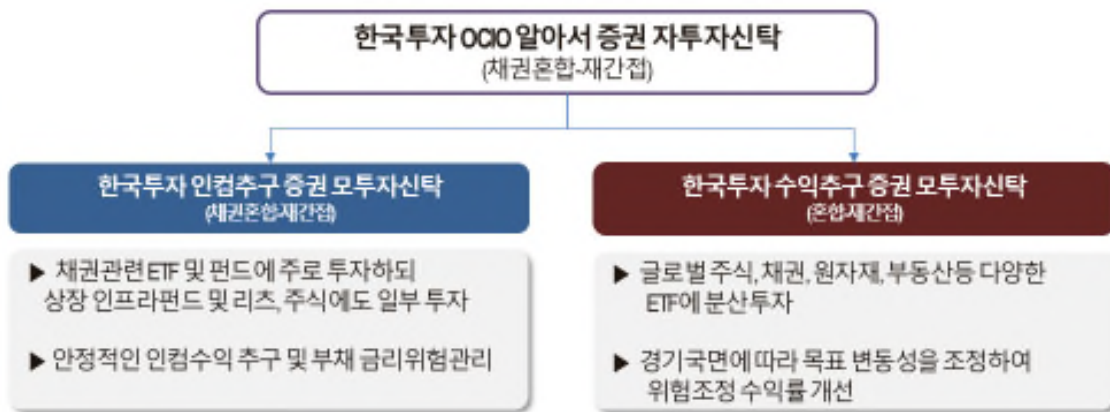 한국투자 OCIO 알아서 증권 자투자신탁
(채권혼합-재간접)
한국투자 인컴추구 증권 모투자신탁
(채권혼합-재간접)
한국투자 수익추구 증권 모투자신탁
(혼합-재간접)
▶ 채권관련 ETF 및 펀드에 주로 투자하되
상장 인프라펀드 및 리츠, 주식에도 일부 투자
▶ 안정적인 인컴수익 추구 및 부채 금리위험관리
▶ 글로벌 주식, 채권, 원자재, 부동산등 다양한
ETF에 분산투자
▶ 경기국면에 따라 목표 변동성을 조정하여
위험조정 수익률 개선